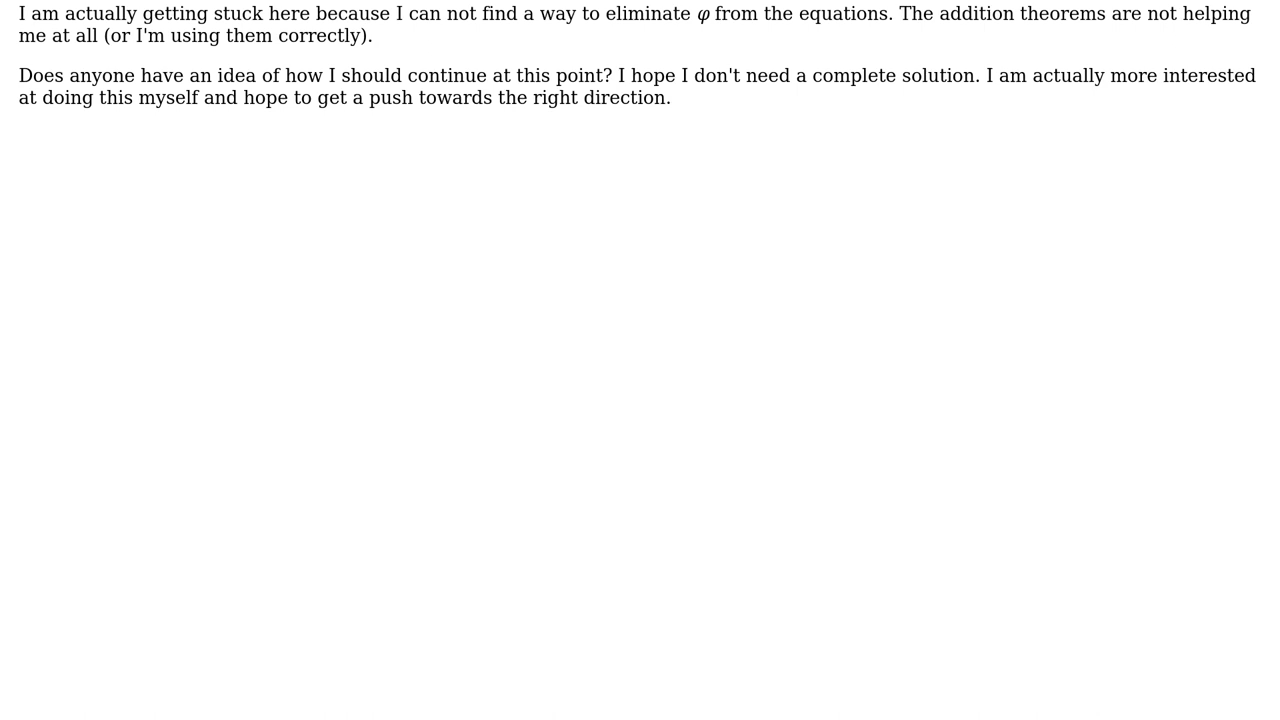 I am actually getting stuck here because I can not find a way to eliminate φ from the equations. The addition theorems are not helping
me at all (or I'm using them correctly).
Does anyone have an idea of how I should continue at this point? I hope I don't need a complete solution. I am actually more interested
at doing this myself and hope to get a push towards the right direction.